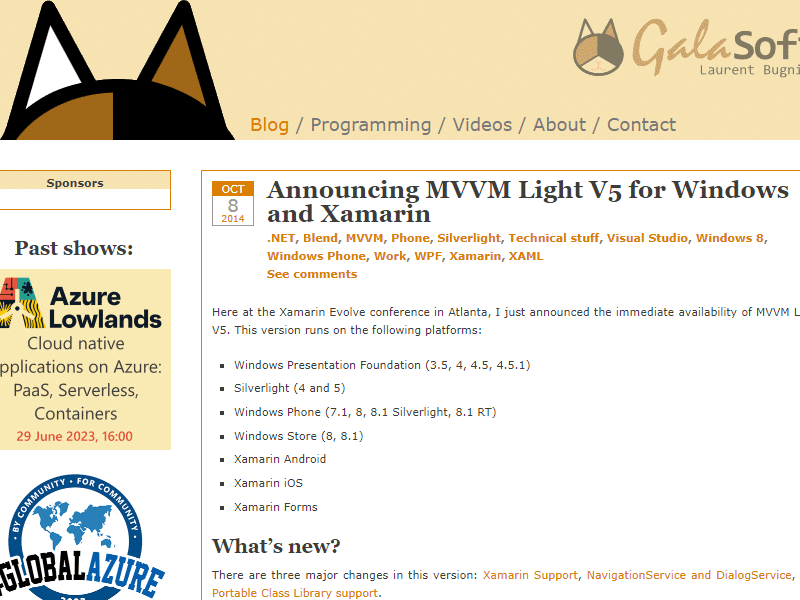 GalaSoft
Laurent Bugni
Blog / Programming / Videos / About / Contact
Sponsors
Past shows:
Azure
Lowlands
Cloud native
pplications on Azure:
PaaS, Serverless,
Containers
29 June 2023, 16:00
BY COMMUNITY • FOR COMMUNITY
GLOBALAZURE
OCT
8
2014
Announcing MVVM Light V5 for Windows
and Xamarin
.NET, Blend, MVVM, Phone, Silverlight, Technical stuff, Visual Studio, Windows 8,
Windows Phone, Work, WPF, Xamarin, XAML
See comments
Here at the Xamarin Evolve conference in Atlanta, I just announced the immediate availability of MVVM L
V5. This version runs on the following platforms:
Windows Presentation Foundation (3.5, 4, 4.5, 4.5.1)
Silverlight (4 and 5)
Windows Phone (7.1, 8, 8.1 Silverlight, 8.1 RT)
Windows Store (8, 8.1)
Xamarin Android
Xamarin iOS
Xamarin Forms
What's new?
There are three major changes in this version: Xamarin Support, NavigationService and DialogService,
Portable Class Library support.